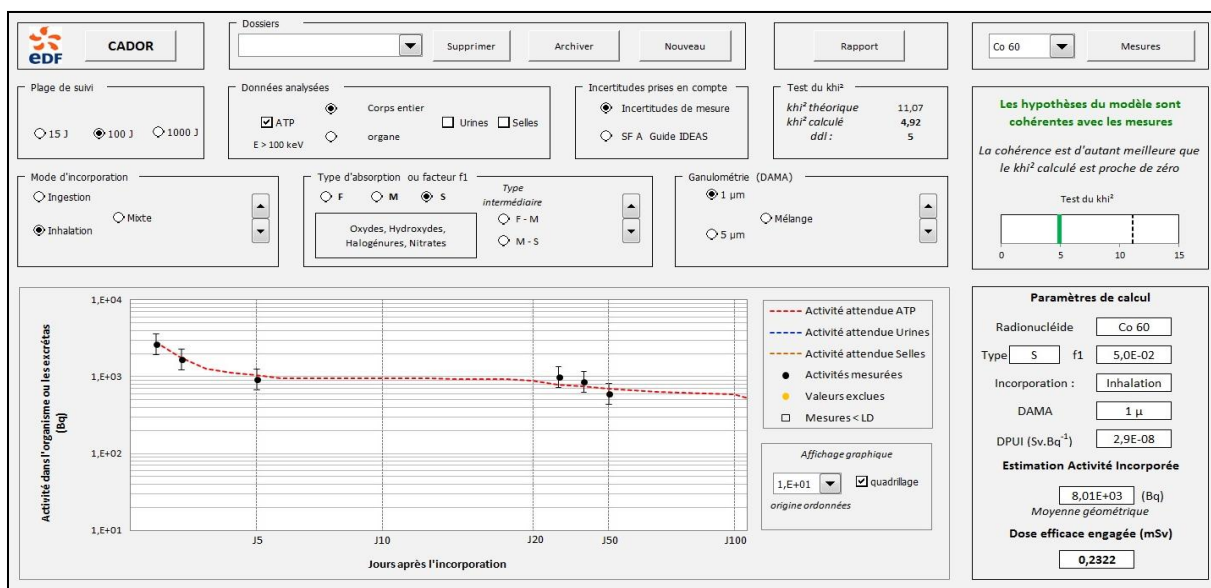 eDF
CADOR
Dossiers
Supprimer
Archiver
Nouveau
Rapport
Co 60
Mesures
Plage de suivi
15 J
100 J
1000 J
Données analysées
ATP
E > 100 keV
Corps entier
organe
Urines
Selles
Incertitudes prises en compte
Incertitudes de mesure
SF A Guide IDEAS
Test du khi²
khi² théorique 11,07
khi² calculé 4,92
ddl : 5
Les hypothèses du modèle sont
cohérentes avec les mesures
La cohérence est d'autant meilleure que
le khi² calculé est proche de zéro
Test du khi²
0 5 10 15
Mode d'incorporation
Ingestion
Mixte
Inhalation
Type d'absorption ou facteur f1
F
M
S
Oxydes, Hydroxydes,
Halogénures, Nitrates
Type
intermédiaire
F - M
M - S
Ganulométrie (DAMA)
1 µm
Mélange
5 µm
Activité dans l'organisme ou les excrétas
(Bq)
1,E+04
1,E+03
1,E+02
1,E+01
J5 J10 J20 J50 J100
Jours après l'incorporation
Activité attendue ATP
Activité attendue Urines
Activité attendue Selles
Activités mesurées
Valeurs exclues
Mesures < LD
Affichage graphique
1,E+01
quadrillage
origine ordonnées
Paramètres de calcul
Radionucléide Co 60
Type S f1 5,0E-02
Incorporation : Inhalation
DAMA 1 µ
DPUI (Sv.Bq⁻¹) 2,9E-08
Estimation Activité Incorporée
8,01E+03 (Bq)
Moyenne géométrique
Dose efficace engagée (mSv)
0,2322